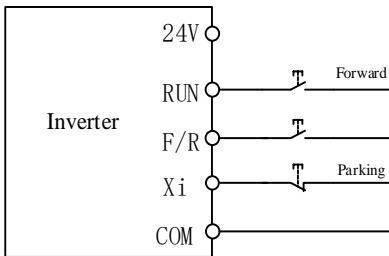 24V
RUN
Forward
Inverter
F/R
Xi
Parking
COM